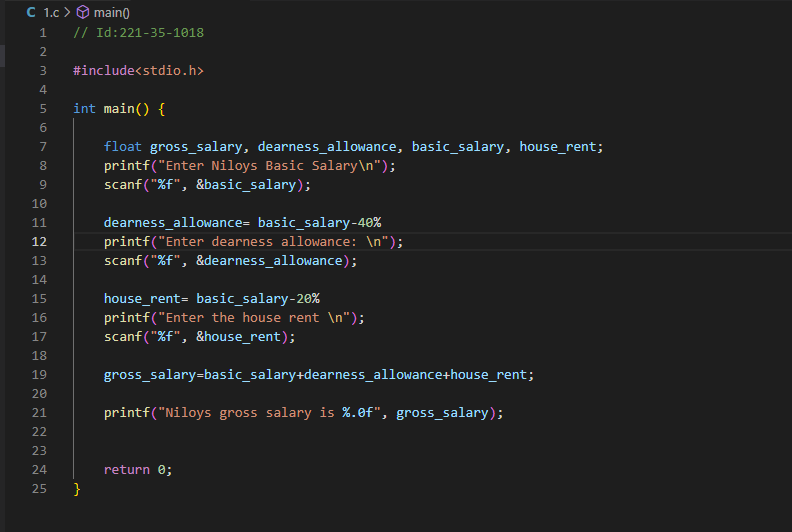 C 1.c > main()
1 // Id:221-35-1018
2
3 #include<stdio.h>
4
5 int main() {
6
7 float gross_salary, dearness_allowance, basic_salary, house_rent;
8 printf("Enter Niloys Basic Salary\n");
9 scanf("%f", &basic_salary);
10
11 dearness_allowance= basic_salary-40%
12 printf("Enter dearness allowance: \n");
13 scanf("%f", &dearness_allowance);
14
15 house_rent= basic_salary-20%
16 printf("Enter the house rent \n");
17 scanf("%f", &house_rent);
18
19 gross_salary=basic_salary+dearness_allowance+house_rent;
20
21 printf("Niloys gross salary is %.0f", gross_salary);
22
23
24 return 0;
25 }